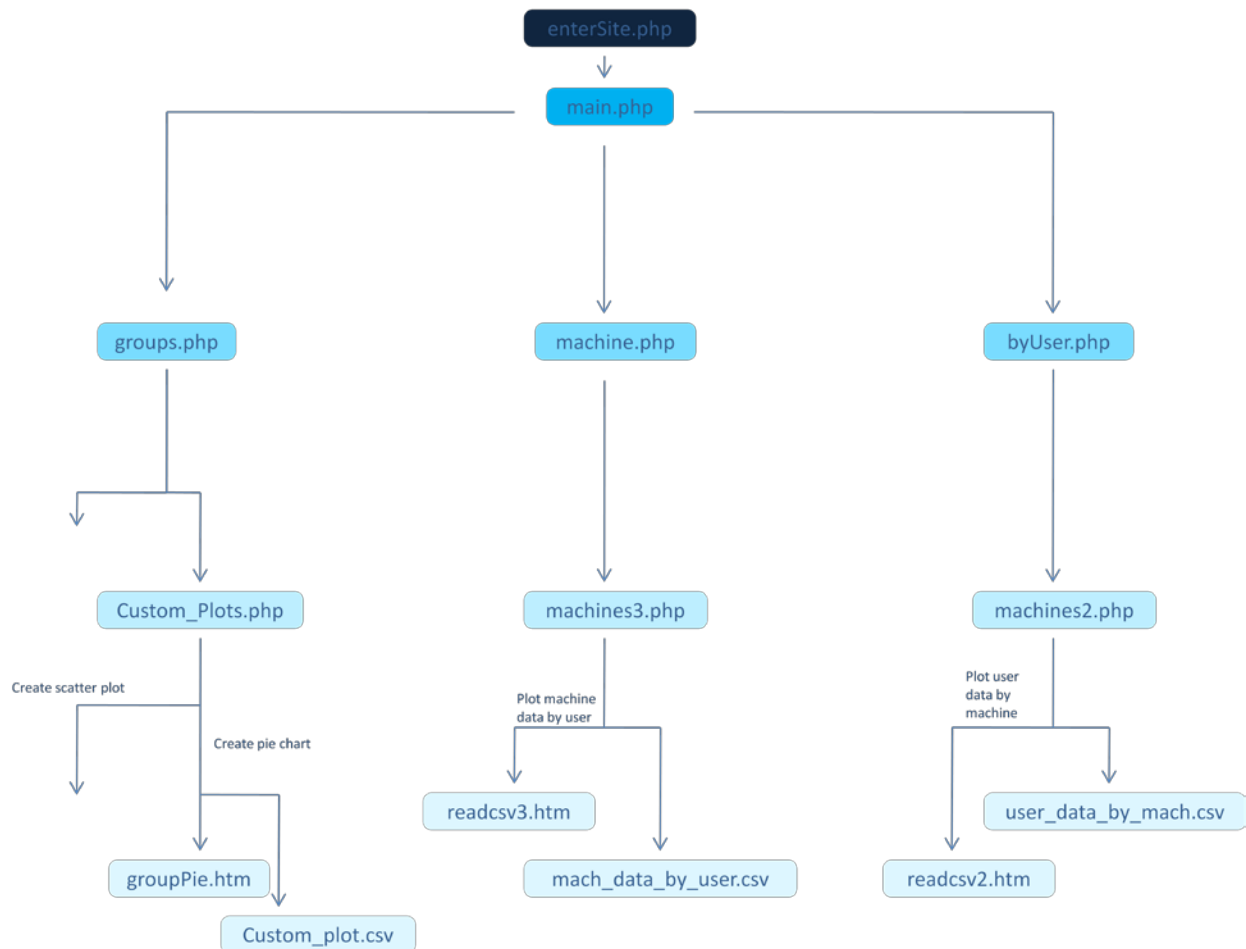 enterSite.php
main.php
groups.php
machine.php
byUser.php
Custom_Plots.php
machines3.php
machines2.php
Create scatter plot
Create pie chart
Plot machine
data by user
Plot user
data by
machine
readcsv3.htm
user_data_by_mach.csv
groupPie.htm
mach_data_by_user.csv
readcsv2.htm
Custom_plot.csv